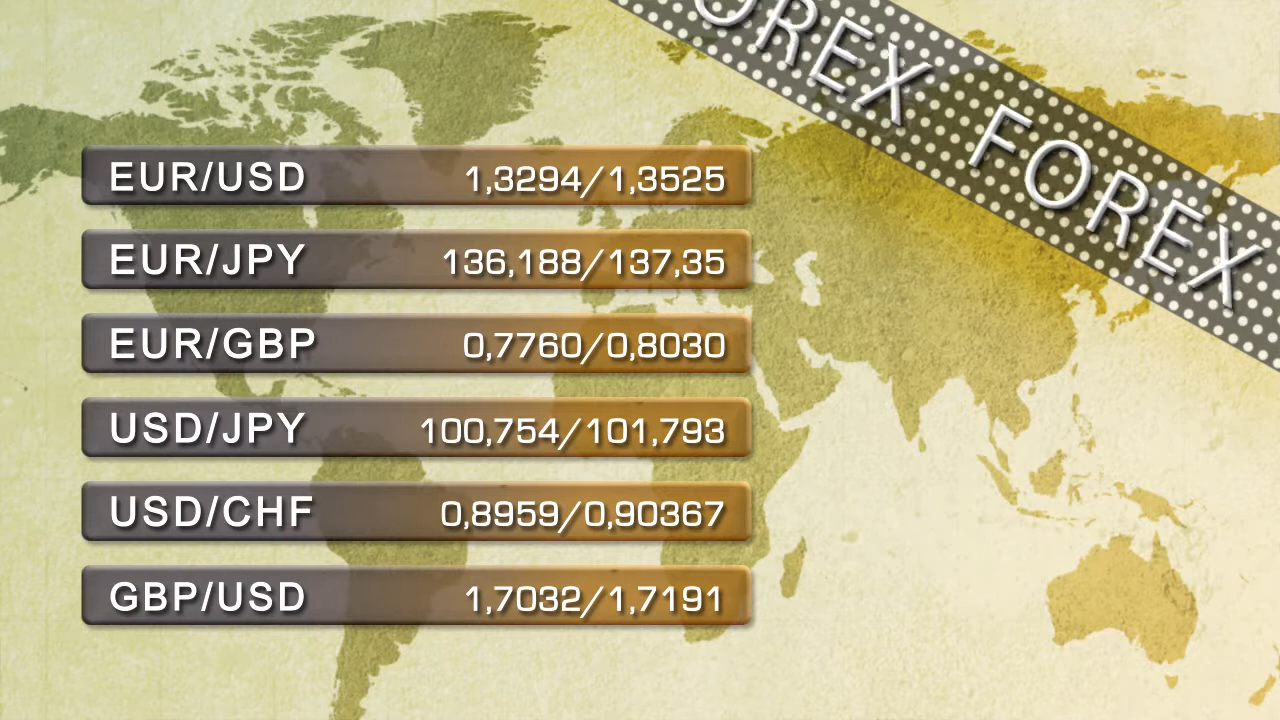 OREX FOREX
EUR/USD 1,3294/1,3525
EUR/JPY 136,188/137,35
EUR/GBP 0,7760/0,8030
USD/JPY 100,754/101,793
USD/CHF 0,8959/0,90367
GBP/USD 1,7032/1,7191